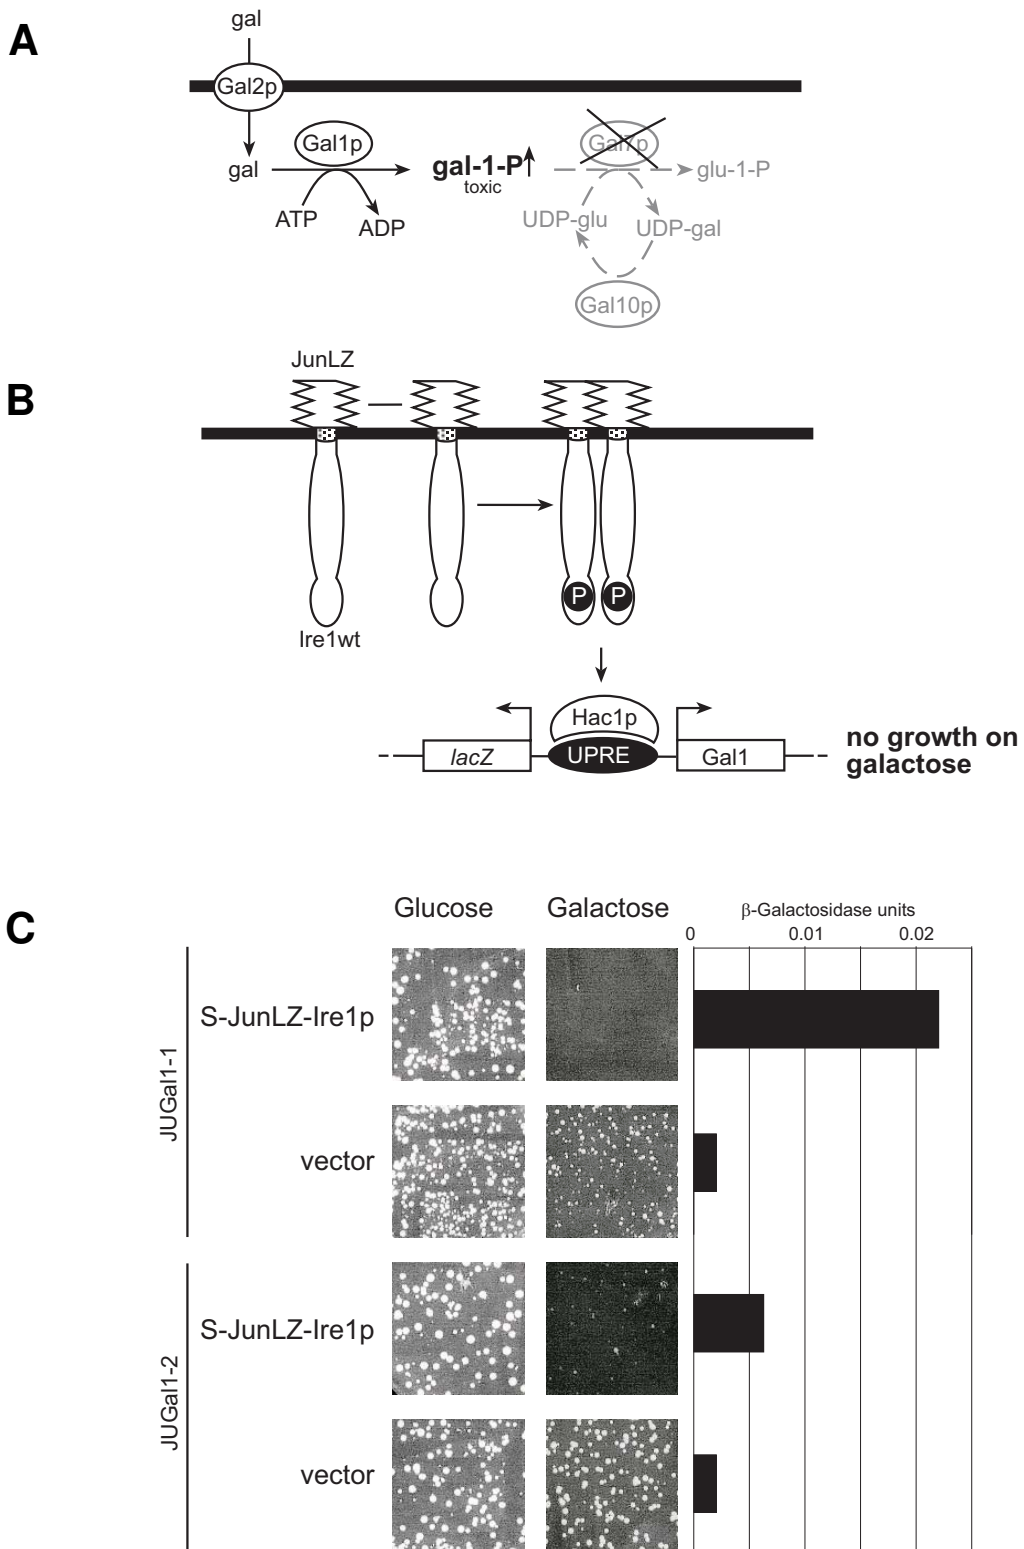 A
gal
Gal2p
gal
Gal1p
gal-1-P
toxic
Gal7p
glu-1-P
ATP
ADP
UDP-glu
UDP-gal
Gal10p
B
JunLZ
P P
Ire1wt
Hac1p
lacZ
UPRE
Gal1
no growth on
galactose
C
Glucose
Galactose
β-Galactosidase units
0 0.01 0.02
JUGal1-1
S-JunLZ-Ire1p
vector
JUGal1-2
S-JunLZ-Ire1p
vector